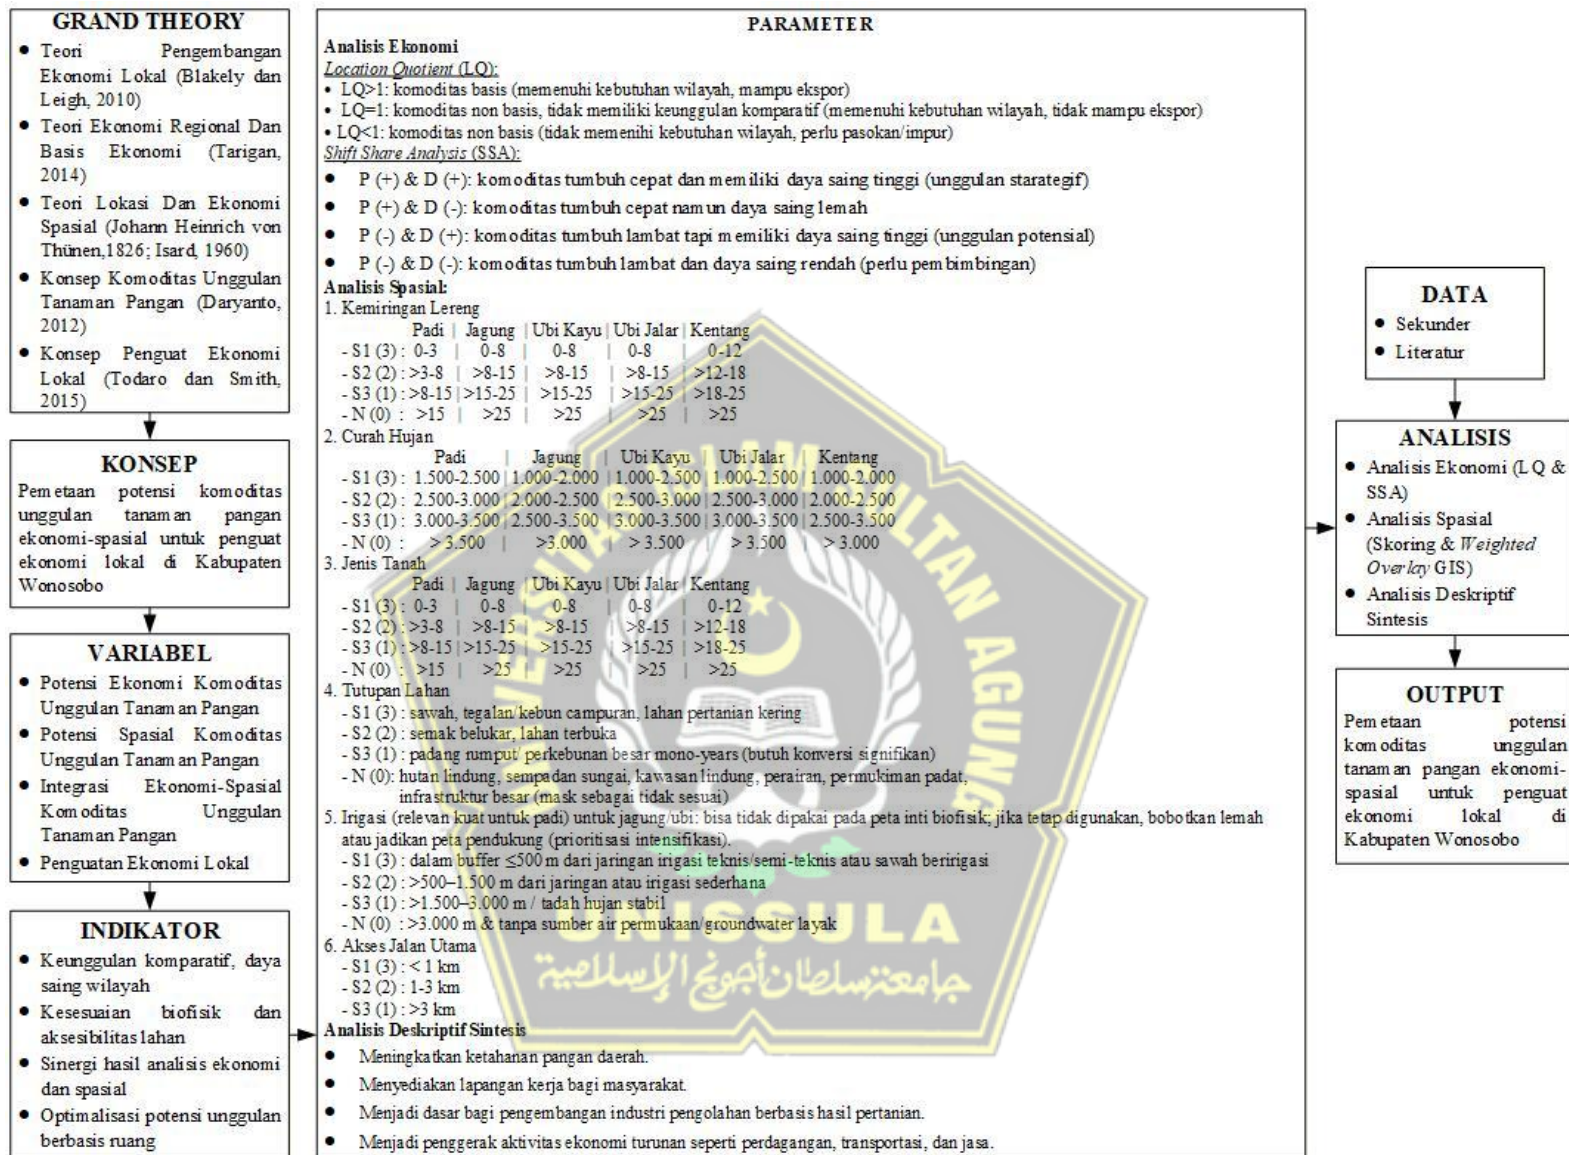 GRAND THEORY
● Teori Pengembangan
Ekonomi Lokal (Blakely dan
Leigh, 2010)
● Teori Ekonomi Regional Dan
Basis Ekonomi (Tarigan,
2014)
● Teori Lokasi Dan Ekonomi
Spasial (Johann Heinrich von
Thünen,1826; Isard, 1960)
● Konsep Komoditas Unggulan
Tanaman Pangan (Daryanto,
2012)
● Konsep Penguat Ekonomi
Lokal (Todaro dan Smith,
2015)
KONSEP
Pemetaan potensi komoditas
unggulan tanaman pangan
ekonomi-spasial untuk penguat
ekonomi lokal di Kabupaten
Wonosobo
VARIABEL
● Potensi Ekonomi Komoditas
Unggulan Tanaman Pangan
● Potensi Spasial Komoditas
Unggulan Tanaman Pangan
● Integrasi Ekonomi-Spasial
Komoditas Unggulan
Tanaman Pangan
● Penguatan Ekonomi Lokal
INDIKATOR
● Keunggulan komparatif, daya
saing wilayah
● Kesesuaian biofisik dan
aksesibilitas lahan
● Sinergi hasil analisis ekonomi
dan spasial
● Optimalisasi potensi unggulan
berbasis ruang
PARAMETER
Analisis Ekonomi
Location Quotient (LQ):
• LQ>1: komoditas basis (memenuhi kebutuhan wilayah, mampu ekspor)
• LQ=1: komoditas non basis, tidak memiliki keunggulan komparatif (memenuhi kebutuhan wilayah, tidak mampu ekspor)
• LQ<1: komoditas non basis (tidak memenihi kebutuhan wilayah, perlu pasokan/impur)
Shift Share Analysis (SSA):
● P (+) & D (+): komoditas tumbuh cepat dan memiliki daya saing tinggi (unggulan starategif)
● P (+) & D (-): komoditas tumbuh cepat namun daya saing lemah
● P (-) & D (+): komoditas tumbuh lambat tapi memiliki daya saing tinggi (unggulan potensial)
● P (-) & D (-): komoditas tumbuh lambat dan daya saing rendah (perlu pembimbingan)
Analisis Spasial:
1. Kemiringan Lereng
Padi | Jagung | Ubi Kayu | Ubi Jalar | Kentang
- S1 (3) : 0-3 | 0-8 | 0-8 | 0-8 | 0-12
- S2 (2) : >3-8 | >8-15 | >8-15 | >8-15 | >12-18
- S3 (1) : >8-15 | >15-25 | >15-25 | >15-25 | >18-25
- N (0) : >15 | >25 | >25 | >25 | >25
2. Curah Hujan
Padi | Jagung | Ubi Kayu | Ubi Jalar | Kentang
- S1 (3) : 1.500-2.500 | 1.000-2.000 | 1.000-2.500 | 1.000-2.500 | 1.000-2.000
- S2 (2) : 2.500-3.000 | 2.000-2.500 | 2.500-3.000 | 2.500-3.000 | 2.000-2.500
- S3 (1) : 3.000-3.500 | 2.500-3.500 | 3.000-3.500 | 3.000-3.500 | 2.500-3.500
- N (0) : > 3.500 | >3.000 | > 3.500 | > 3.500 | > 3.000
3. Jenis Tanah
Padi | Jagung | Ubi Kayu | Ubi Jalar | Kentang
- S1 (3) : 0-3 | 0-8 | 0-8 | 0-8 | 0-12
- S2 (2) : >3-8 | >8-15 | >8-15 | >8-15 | >12-18
- S3 (1) : >8-15 | >15-25 | >15-25 | >15-25 | >18-25
- N (0) : >15 | >25 | >25 | >25 | >25
4. Tutupan Lahan
- S1 (3) : sawah, tegalan/kebun campuran, lahan pertanian kering
- S2 (2) : semak belukar, lahan terbuka
- S3 (1) : padang rumput/ perkebunan besar mono-years (butuh konversi signifikan)
- N (0): hutan lindung, sempadan sungai, kawasan lindung, perairan, permukiman padat,
infrastruktur besar (mask sebagai tidak sesuai)
5. Irigasi (relevan kuat untuk padi) untuk jagung/ubi: bisa tidak dipakai pada peta inti biofisik; jika tetap digunakan, bobotkan lemah
atau jadikan peta pendukung (prioritisasi intensifikasi).
- S1 (3) : dalam buffer ≤500 m dari jaringan irigasi teknis/semi-teknis atau sawah beririgasi
- S2 (2) : >500–1.500 m dari jaringan atau irigasi sederhana
- S3 (1) : >1.500–3.000 m / tadah hujan stabil
- N (0) : >3.000 m & tanpa sumber air permukaan/groundwater layak
6. Akses Jalan Utama
- S1 (3) : < 1 km
- S2 (2) : 1-3 km
- S3 (1) : >3 km
Analisis Deskriptif Sintesis
● Meningkatkan ketahanan pangan daerah.
● Menyediakan lapangan kerja bagi masyarakat.
● Menjadi dasar bagi pengembangan industri pengolahan berbasis hasil pertanian.
● Menjadi penggerak aktivitas ekonomi turunan seperti perdagangan, transportasi, dan jasa.
UNIVERSITAS ISLAM SULTAN AGUNG
UNISSULA
جامعة سلطان أجونج الإسلامية
DATA
● Sekunder
● Literatur
ANALISIS
● Analisis Ekonomi (LQ &
SSA)
● Analisis Spasial
(Skoring & Weighted
Overlay GIS)
● Analisis Deskriptif
Sintesis
OUTPUT
Pemetaan potensi
komoditas unggulan
tanaman pangan ekonomi-
spasial untuk penguat
ekonomi lokal di
Kabupaten Wonosobo